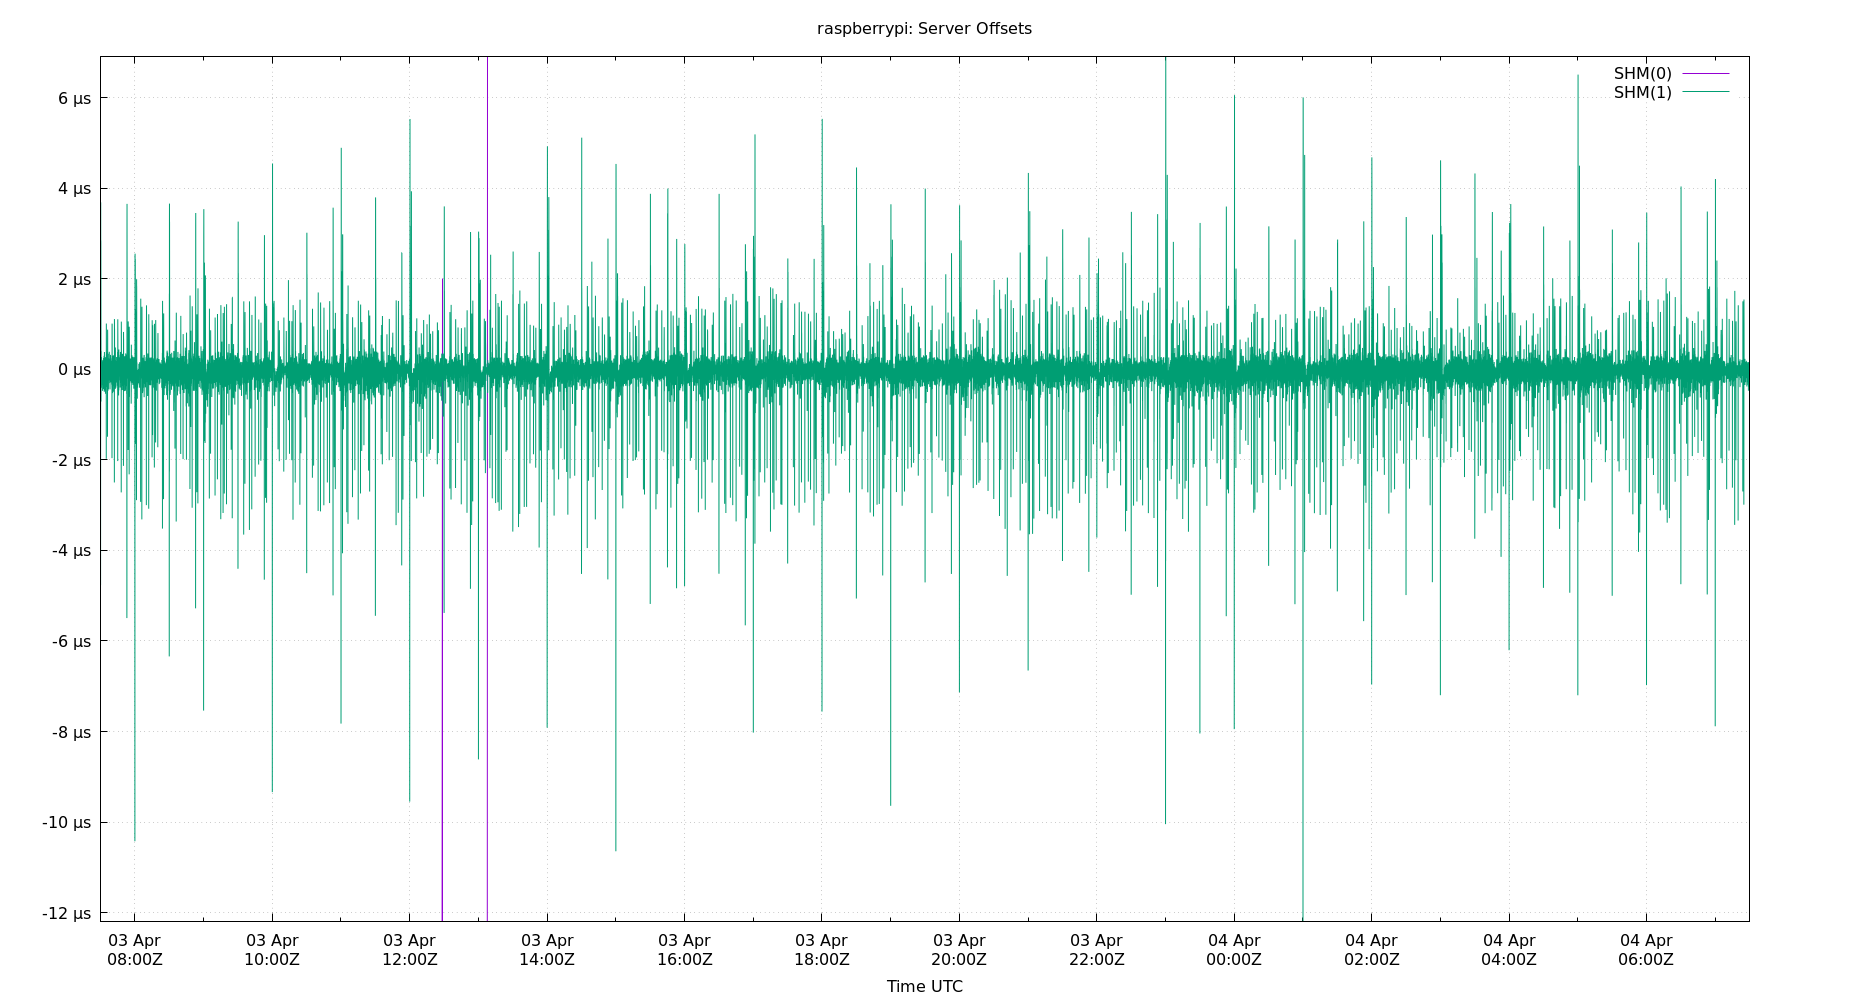 raspberrypi: Server Offsets
SHM(0)
SHM(1)
6 µs
4 µs
2 µs
0 µs
-2 µs
-4 µs
-6 µs
-8 µs
-10 µs
-12 µs
03 Apr 03 Apr 03 Apr 03 Apr 03 Apr 03 Apr 03 Apr 03 Apr 04 Apr 04 Apr 04 Apr 04 Apr
08:00Z 10:00Z 12:00Z 14:00Z 16:00Z 18:00Z 20:00Z 22:00Z 00:00Z 02:00Z 04:00Z 06:00Z
Time UTC